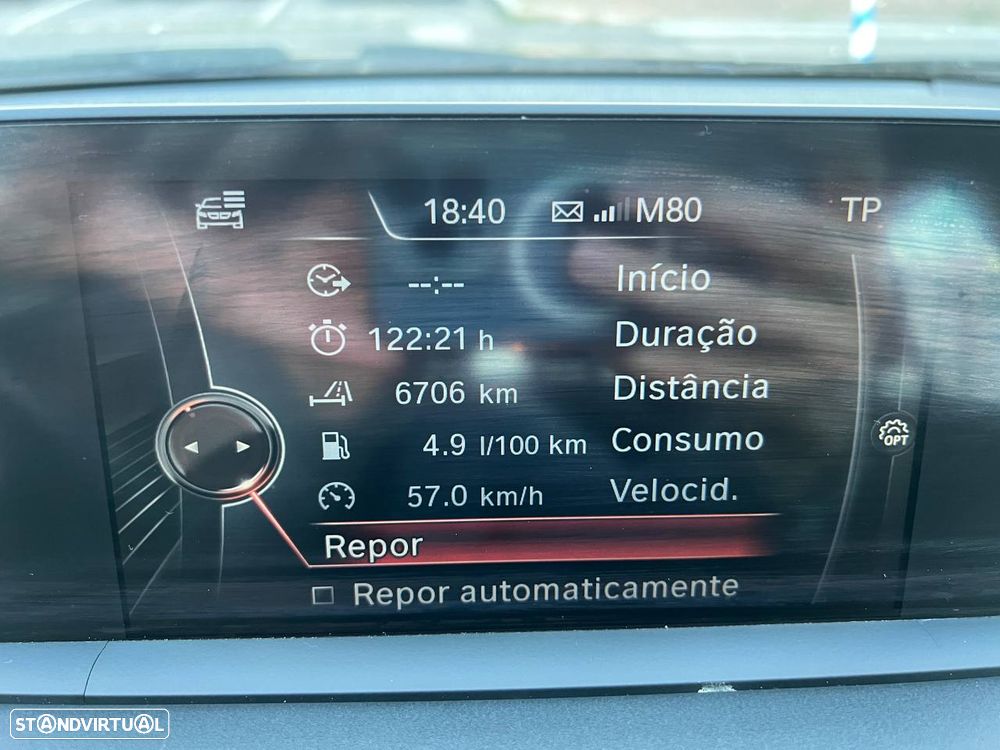 18:40 M80 TP
--:-- Início
122:21 h Duração
6706 km Distância
4.9 l/100 km Consumo
OPT
57.0 km/h Velocid.
Repor
Repor automaticamente
STANDVIRTUAL